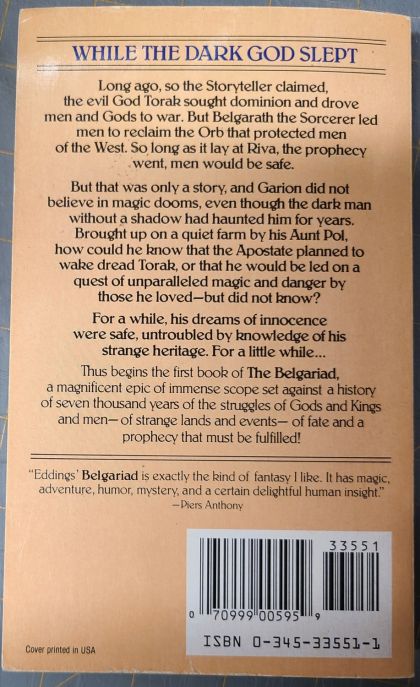 WHILE THE DARK GOD SLEPT
Long ago, so the Storyteller claimed,
the evil God Torak sought dominion and drove
men and Gods to war. But Belgarath the Sorcerer led
men to reclaim the Orb that protected men
of the West. So long as it lay at Riva, the prophecy
went, men would be safe.
But that was only a story, and Garion did not
believe in magic dooms, even though the dark man
without a shadow had haunted him for years.
Brought up on a quiet farm by his Aunt Pol,
how could he know that the Apostate planned to
wake dread Torak, or that he would be led on a
quest of unparalleled magic and danger by
those he loved—but did not know?
For a while, his dreams of innocence
were safe, untroubled by knowledge of his
strange heritage. For a little while...
Thus begins the first book of The Belgariad,
a magnificent epic of immense scope set against a history
of seven thousand years of the struggles of Gods and Kings
and men—of strange lands and events—of fate and a
prophecy that must be fulfilled!
"Eddings' Belgariad is exactly the kind of fantasy I like. It has magic,
adventure, humor, mystery, and a certain delightful human insight."
—Piers Anthony
33551
0 70999 00595 9
ISBN 0-345-33551-1
Cover printed in USA